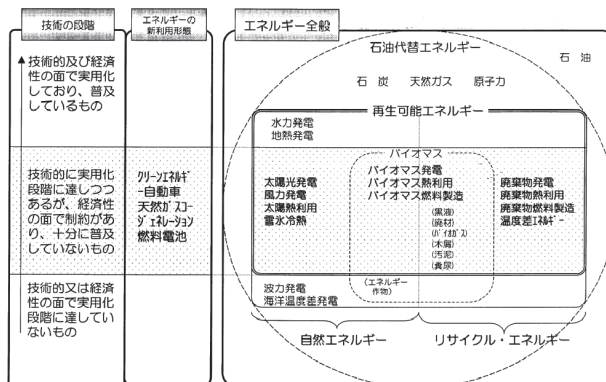 技術の段階
エネルギーの
新利用形態
エネルギー全般
技術的及び経済
性の面で実用化
しており、普及
しているもの
技術的に実用化
段階に達しつつ
あるが、経済性
の面で制約があ
り、十分に普及
していないもの
技術的又は経済
性の面で実用化
段階に達してい
ないもの
クリーンエネルギ
ー自動車
天然ガスコー
ジェネレーション
燃料電池
石油代替エネルギー
石 油
石 炭 天然ガス 原子力
再生可能エネルギー
水力発電
地熱発電
バイオマス
太陽光発電
風力発電
太陽熱利用
雪氷冷熱
バイオマス発電
バイオマス熱利用
バイオマス燃料製造
(黒液)
(廃材)
(バイオガス)
(木屑)
(汚泥)
(糞尿)
廃棄物発電
廃棄物熱利用
廃棄物燃料製造
温度差エネルギー
波力発電
海洋温度差発電
(エネルギー
作物)
自然エネルギー
リサイクル・エネルギー